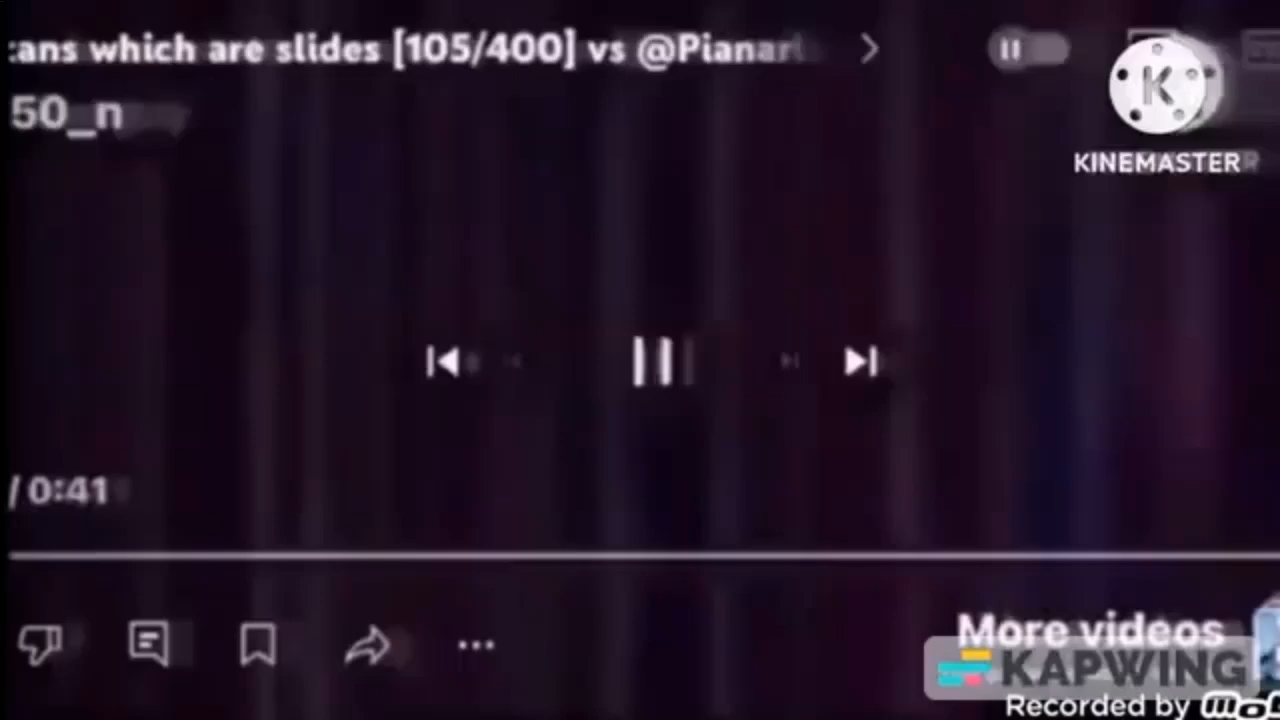 ans which are slides [105/400] vs @Pianar
50_n
K
KINEMASTER
/ 0:41
More videos
KAPWING
Recorded by